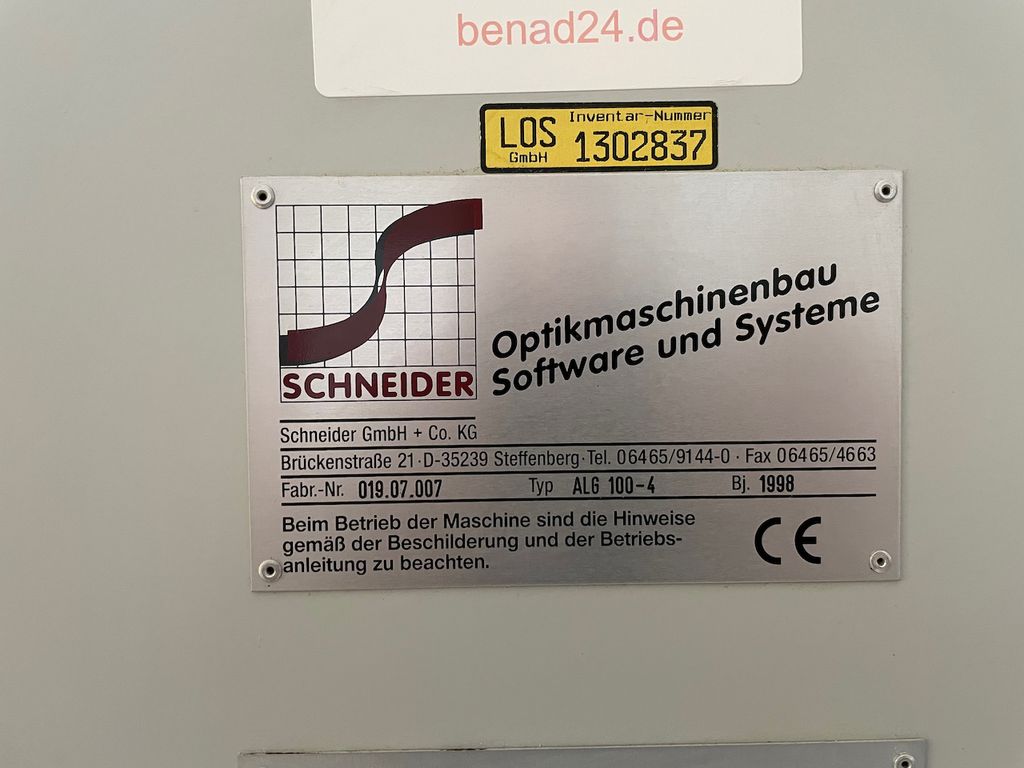 benad24.de
LOS GmbH
Inventar-Nummer
1302837
SCHNEIDER
Optikmaschinenbau
Software und Systeme
Schneider GmbH + Co. KG
Brückenstraße 21·D-35239 Steffenberg·Tel. 06465/9144-0 · Fax 06465/4663
Fabr.-Nr. 019.07.007 Typ ALG 100-4 Bj. 1998
Beim Betrieb der Maschine sind die Hinweise
gemäß der Beschilderung und der Betriebs-
anleitung zu beachten.
CE